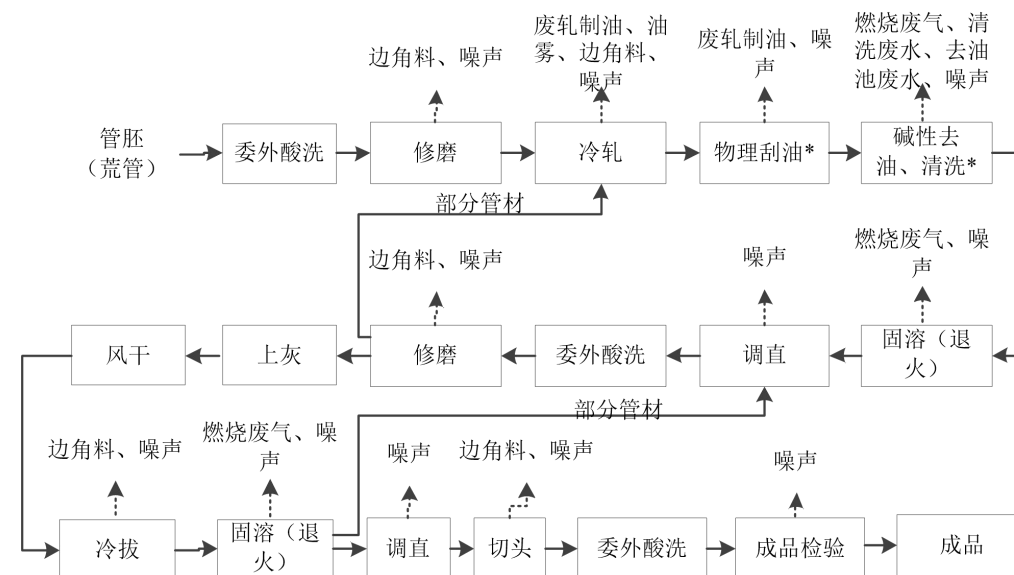 边角料、噪声
废轧制油、油
雾、边角料、
噪声
废轧制油、噪
声
燃烧废气、清
洗废水、去油
池废水、噪声
管胚
（荒管）
委外酸洗
修磨
冷轧
物理刮油*
碱性去
油、清洗*
部分管材
边角料、噪声
噪声
燃烧废气、噪
声
风干
上灰
修磨
委外酸洗
调直
固溶（退
火）
部分管材
边角料、噪声
燃烧废气、噪
声
噪声
边角料、噪声
噪声
冷拔
固溶（退
火）
调直
切头
委外酸洗
成品检验
成品